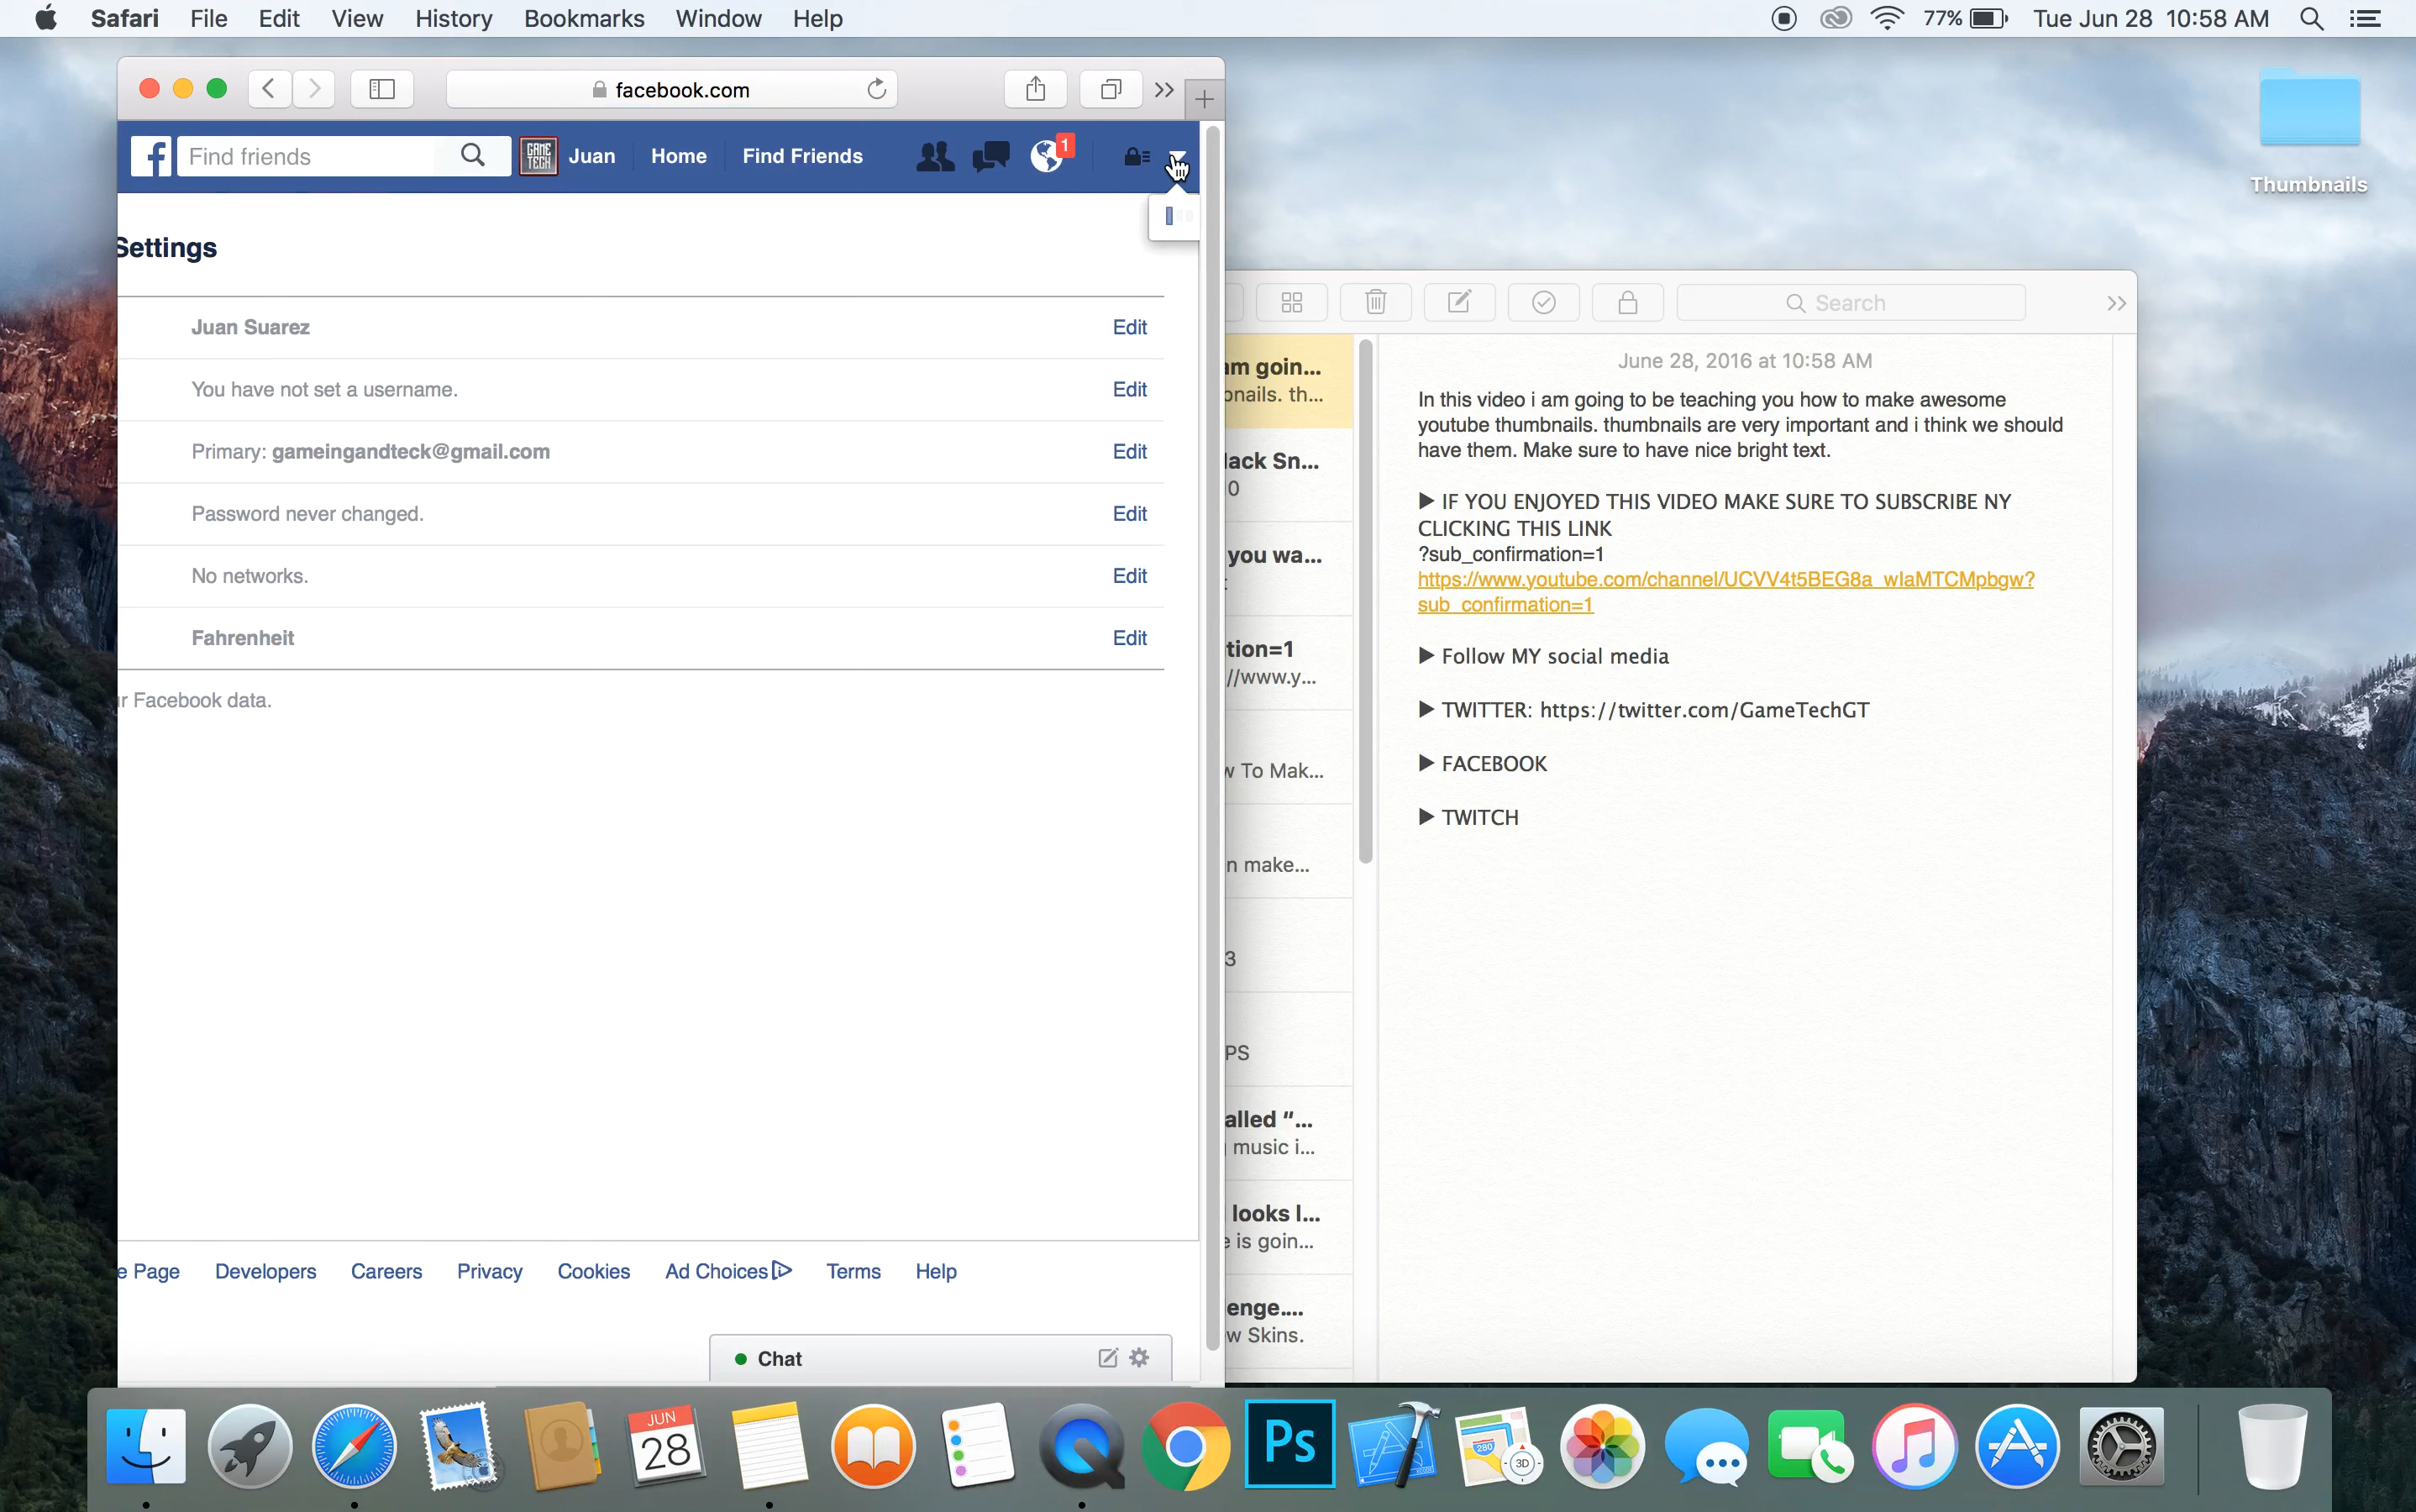 Safari File Edit View History Bookmarks Window Help
77% Tue Jun 28 10:58 AM
Thumbnails
facebook.com
Find friends
GAME
TECH
Juan Home Find Friends
1
Settings
Juan Suarez Edit
You have not set a username. Edit
Primary: gameingandteck@gmail.com Edit
Password never changed. Edit
No networks. Edit
Fahrenheit Edit
r Facebook data.
e Page Developers Careers Privacy Cookies Ad Choices Terms Help
Chat
Search
am goin...
nails. th...
lack Sn...
0
you wa...
tion=1
//www.y...
w To Mak...
n make...
3
PS
alled “...
music i...
looks l...
e is goin...
enge....
w Skins.
June 28, 2016 at 10:58 AM
In this video i am going to be teaching you how to make awesome
youtube thumbnails. thumbnails are very important and i think we should
have them. Make sure to have nice bright text.
▶ IF YOU ENJOYED THIS VIDEO MAKE SURE TO SUBSCRIBE NY
CLICKING THIS LINK
?sub_confirmation=1
https://www.youtube.com/channel/UCVV4t5BEG8a_wIaMTCMpbgw?
sub_confirmation=1
▶ Follow MY social media
▶ TWITTER: https://twitter.com/GameTechGT
▶ FACEBOOK
▶ TWITCH
JUN
28
Ps
280
3D